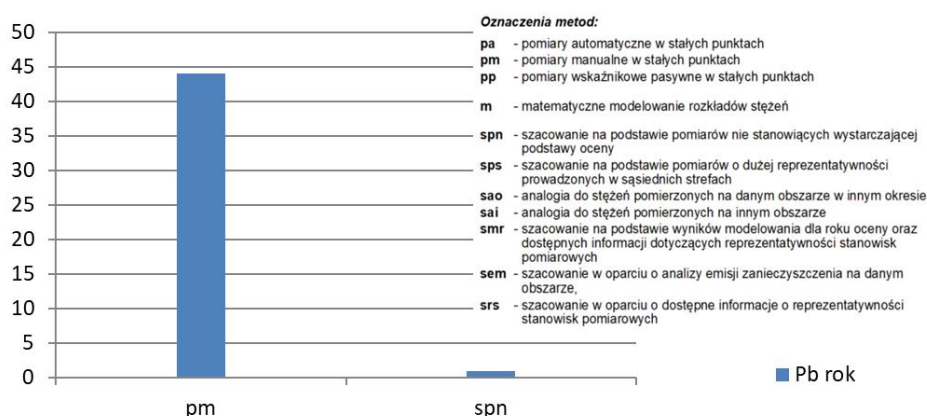 50
45
40
35
30
25
20
15
10
5
0
pm
spn
Oznaczenia metod:
pa - pomiary automatyczne w stałych punktach
pm - pomiary manualne w stałych punktach
pp - pomiary wskaźnikowe pasywne w stałych punktach
m - matematyczne modelowanie rozkładów stężeń
spn - szacowanie na podstawie pomiarów nie stanowiących wystarczającej
podstawy oceny
sps - szacowanie na podstawie pomiarów o dużej reprezentatywności
prowadzonych w sąsiednich strefach
sao - analogia do stężeń pomierzonych na danym obszarze w innym okresie
sai - analogia do stężeń pomierzonych na innym obszarze
smr - szacowanie na podstawie wyników modelowania dla roku oceny oraz
dostępnych informacji dotyczących reprezentatywności stanowisk
pomiarowych
sem - szacowanie w oparciu o analizy emisji zanieczyszczenia na danym
obszarze,
srs - szacowanie w oparciu o dostępne informacje o reprezentatywności
stanowisk pomiarowych
Pb rok